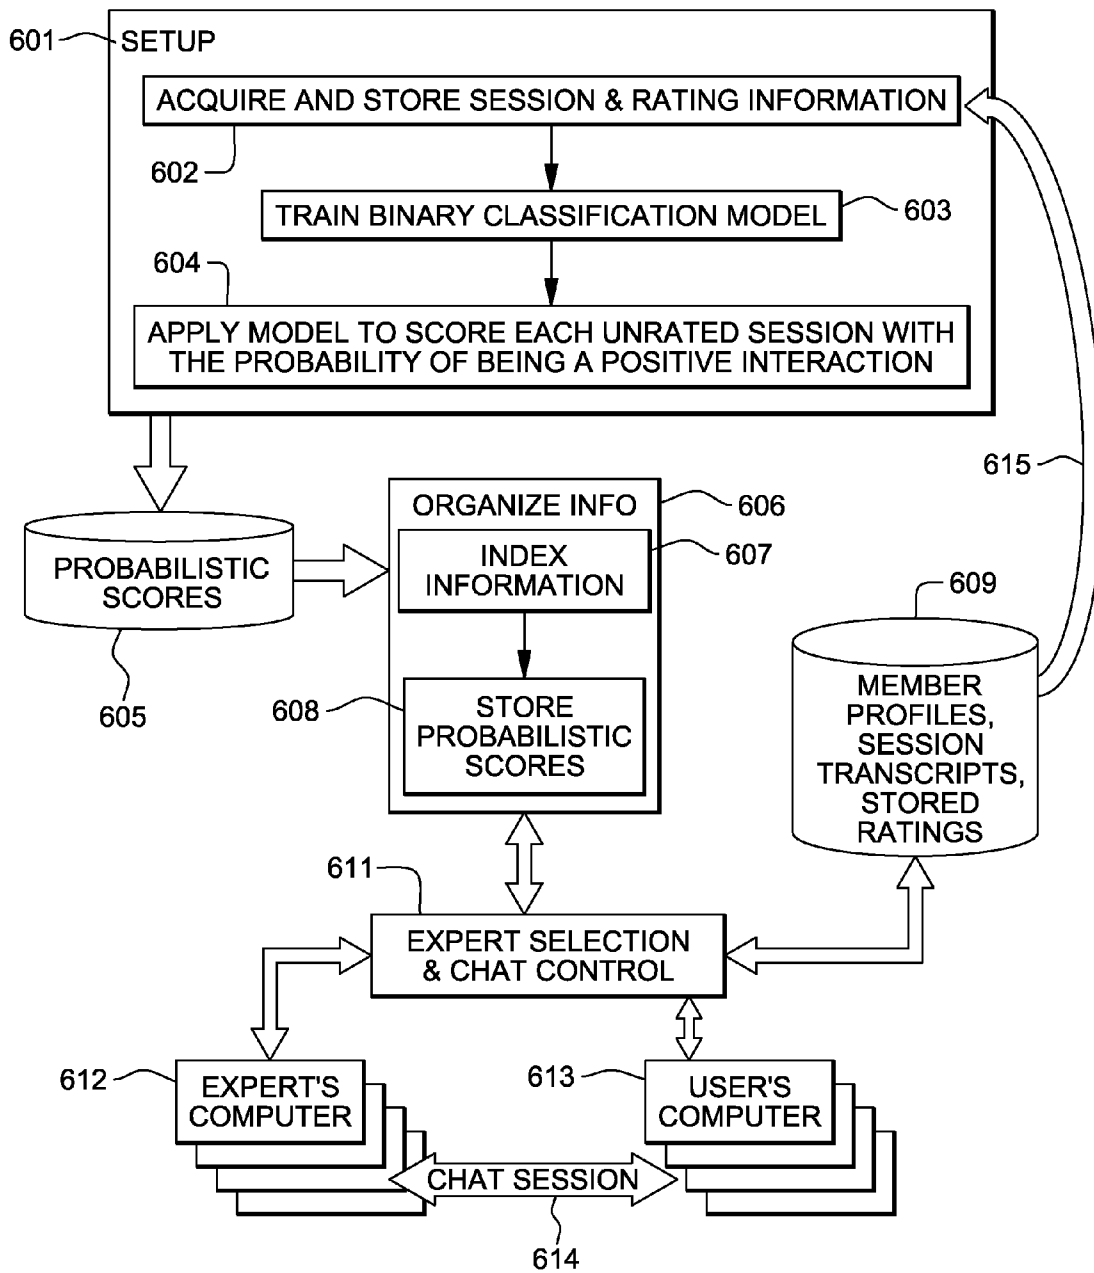 601
SETUP
ACQUIRE AND STORE SESSION & RATING INFORMATION
602
TRAIN BINARY CLASSIFICATION MODEL
603
604
APPLY MODEL TO SCORE EACH UNRATED SESSION WITH
THE PROBABILITY OF BEING A POSITIVE INTERACTION
615
PROBABILISTIC
SCORES
605
ORGANIZE INFO
606
INDEX
INFORMATION
607
608
STORE
PROBABILISTIC
SCORES
609
MEMBER
PROFILES,
SESSION
TRANSCRIPTS,
STORED
RATINGS
611
EXPERT SELECTION
& CHAT CONTROL
612
EXPERT'S
COMPUTER
613
USER'S
COMPUTER
CHAT SESSION
614